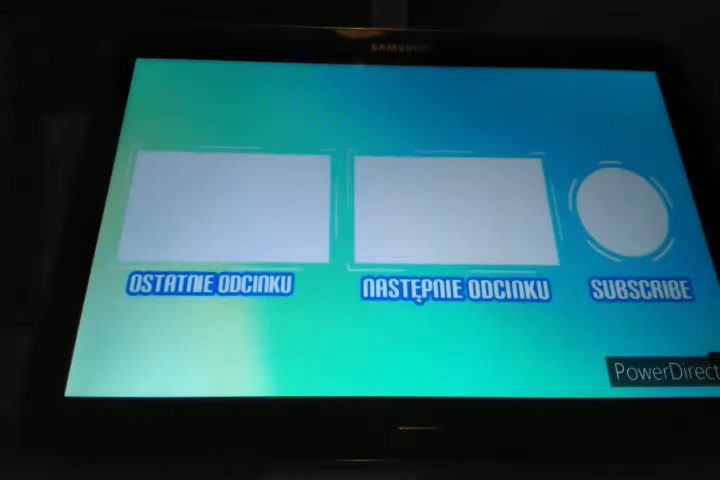 SAMSUNG
OSTATNIE ODCINKU
NASTĘPNIE ODCINKU
SUBSCRIBE
PowerDirect